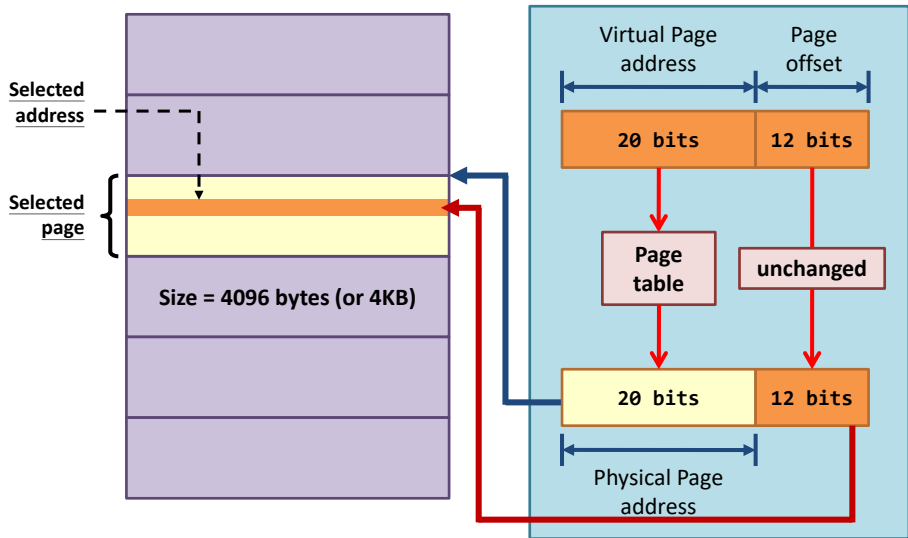 Selected
address
Selected
page
Size = 4096 bytes (or 4KB)
Virtual Page
address
Page
offset
20 bits
12 bits
Page
table
unchanged
20 bits
12 bits
Physical Page
address